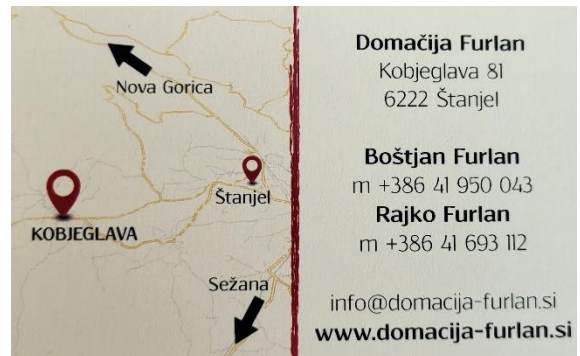 Nova Gorica
Štanjel
KOBJEGLAVA
Sežana
Domačija Furlan
Kobjeglava 81
6222 Štanjel
Boštjan Furlan
m +386 41 950 043
Rajko Furlan
m +386 41 693 112
info@domacija-furlan.si
www.domacija-furlan.si